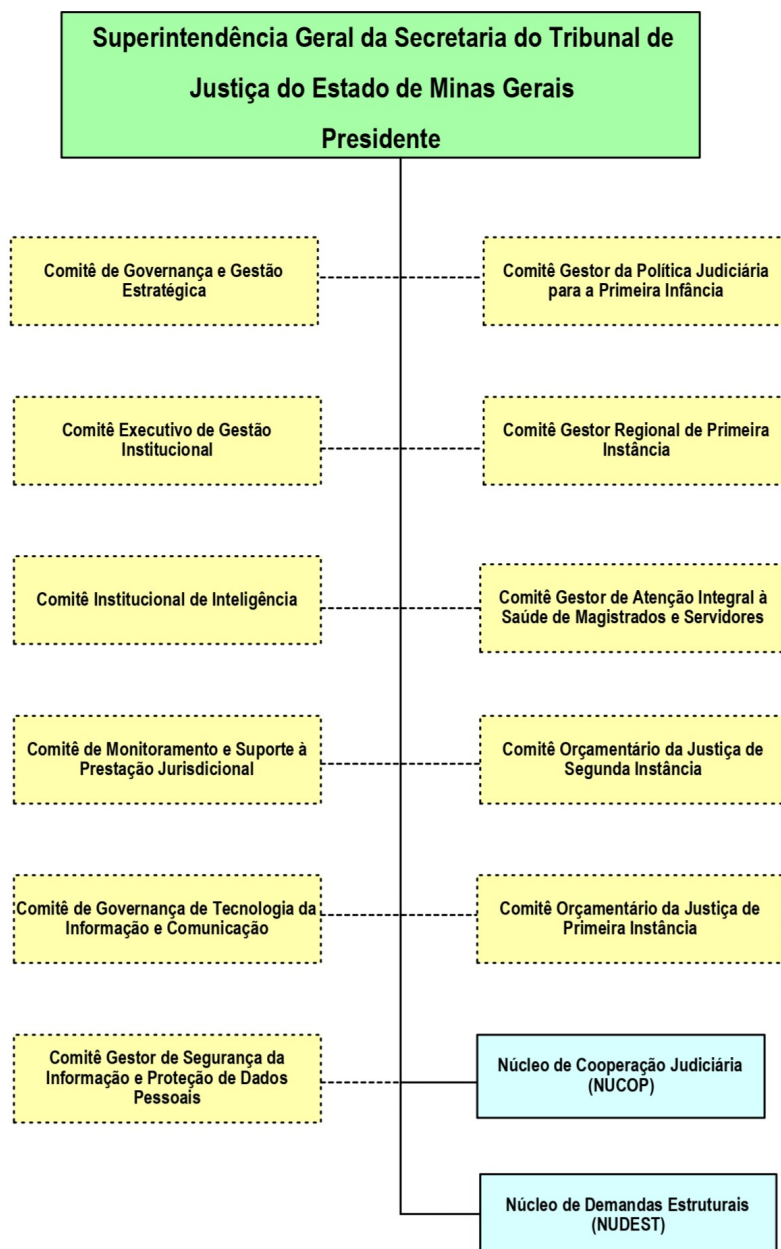 Superintendência Geral da Secretaria do Tribunal de
Justiça do Estado de Minas Gerais
Presidente
Comitê de Governança e Gestão
Estratégica
Comitê Gestor da Política Judiciária
para a Primeira Infância
Comitê Executivo de Gestão
Institucional
Comitê Gestor Regional de Primeira
Instância
Comitê Institucional de Inteligência
Comitê Gestor de Atenção Integral à
Saúde de Magistrados e Servidores
Comitê de Monitoramento e Suporte à
Prestação Jurisdicional
Comitê Orçamentário da Justiça de
Segunda Instância
Comitê de Governança de Tecnologia da
Informação e Comunicação
Comitê Orçamentário da Justiça de
Primeira Instância
Comitê Gestor de Segurança da
Informação e Proteção de Dados
Pessoais
Núcleo de Cooperação Judiciária
(NUCOP)
Núcleo de Demandas Estruturais
(NUDEST)